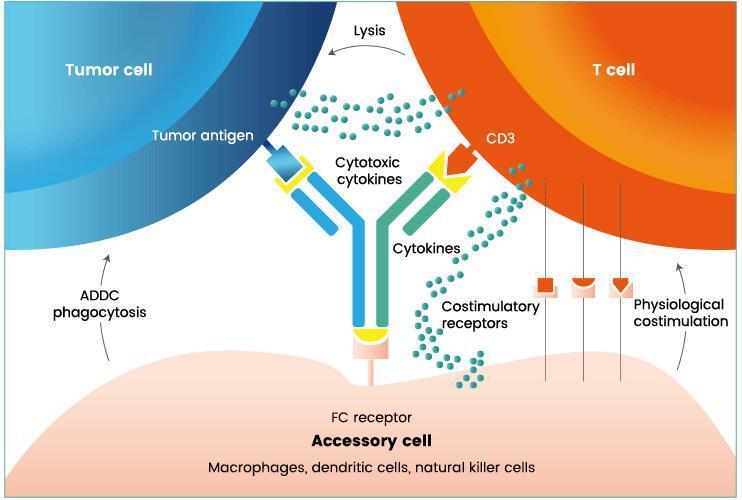 Lysis
Tumor cell
T cell
Tumor antigen
CD3
Cytotoxic
cytokines
Cytokines
ADDC
phagocytosis
Costimulatory
receptors
Physiological
costimulation
FC receptor
Accessory cell
Macrophages, dendritic cells, natural killer cells